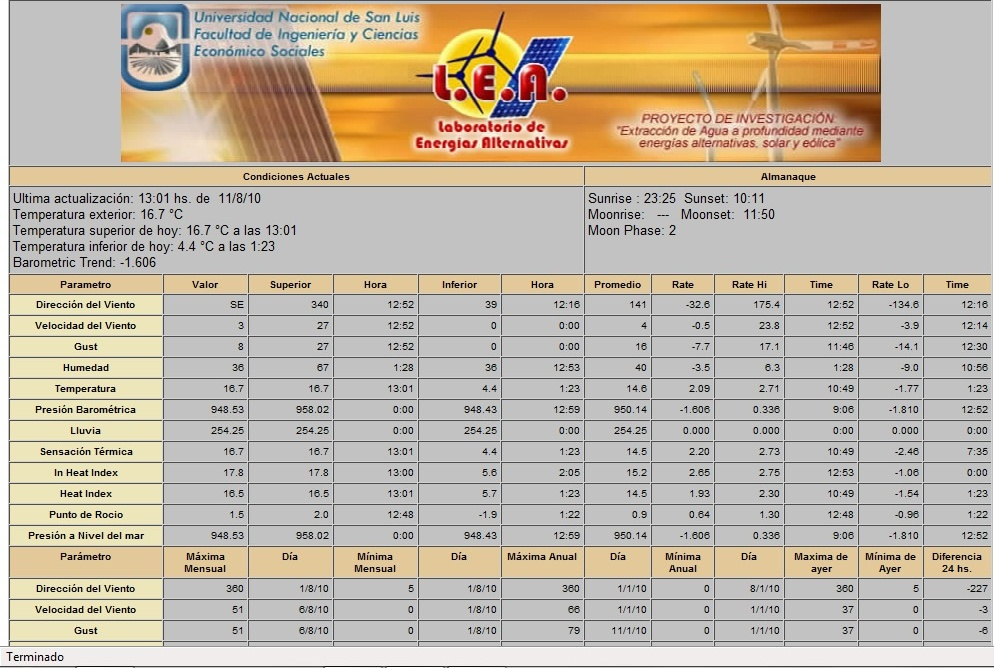 Universidad Nacional de San Luis
Facultad de Ingeniería y Ciencias
Económico Sociales
L.E.A.
Laboratorio de
Energías Alternativas
PROYECTO DE INVESTIGACIÓN:
"Extracción de Agua a profundidad mediante
energías alternativas, solar y eólica"
Condiciones Actuales Almanaque
Ultima actualización: 13:01 hs. de 11/8/10
Temperatura exterior: 16.7 °C
Temperatura superior de hoy: 16.7 °C a las 13:01
Temperatura inferior de hoy: 4.4 °C a las 1:23
Barometric Trend: -1.606
Sunrise : 23:25 Sunset: 10:11
Moonrise: --- Moonset: 11:50
Moon Phase: 2
Parametro Valor Superior Hora Inferior Hora Promedio Rate Rate Hi Time Rate Lo Time
Dirección del Viento SE 340 12:52 39 12:16 141 -32.6 175.4 12:52 -134.6 12:16
Velocidad del Viento 3 27 12:52 0 0:00 4 -0.5 23.8 12:52 -3.9 12:14
Gust 8 27 12:52 0 0:00 16 -7.7 17.1 11:46 -14.1 12:30
Humedad 36 67 1:28 36 12:53 40 -3.5 6.3 1:28 -9.0 10:56
Temperatura 16.7 16.7 13:01 4.4 1:23 14.6 2.09 2.71 10:49 -1.77 1:23
Presión Barométrica 948.53 958.02 0:00 948.43 12:59 950.14 -1.606 0.336 9:06 -1.810 12:52
Lluvia 254.25 254.25 0:00 254.25 0:00 254.25 0.000 0.000 0:00 0.000 0:00
Sensación Térmica 16.7 16.7 13:01 4.4 1:23 14.5 2.20 2.73 10:49 -2.46 7:35
In Heat Index 17.8 17.8 13:00 5.6 2:05 15.2 2.65 2.75 12:53 -1.06 0:00
Heat Index 16.5 16.5 13:01 5.7 1:23 14.5 1.93 2.30 10:49 -1.54 1:23
Punto de Rocio 1.5 2.0 12:48 -1.9 1:22 0.9 0.64 1.30 12:48 -0.96 1:22
Presión a Nivel del mar 948.53 958.02 0:00 948.43 12:59 950.14 -1.606 0.336 9:06 -1.810 12:52
Parámetro Máxima Mensual Día Mínima Mensual Día Máxima Anual Día Mínima Anual Día Maxima de ayer Mínima de Ayer Diferencia 24 hs.
Dirección del Viento 360 1/8/10 5 1/8/10 360 1/1/10 0 8/1/10 360 5 -227
Velocidad del Viento 51 6/8/10 0 1/8/10 66 1/1/10 0 1/1/10 37 0 -3
Gust 51 6/8/10 0 1/8/10 79 11/1/10 0 1/1/10 37 0 -6
Terminado